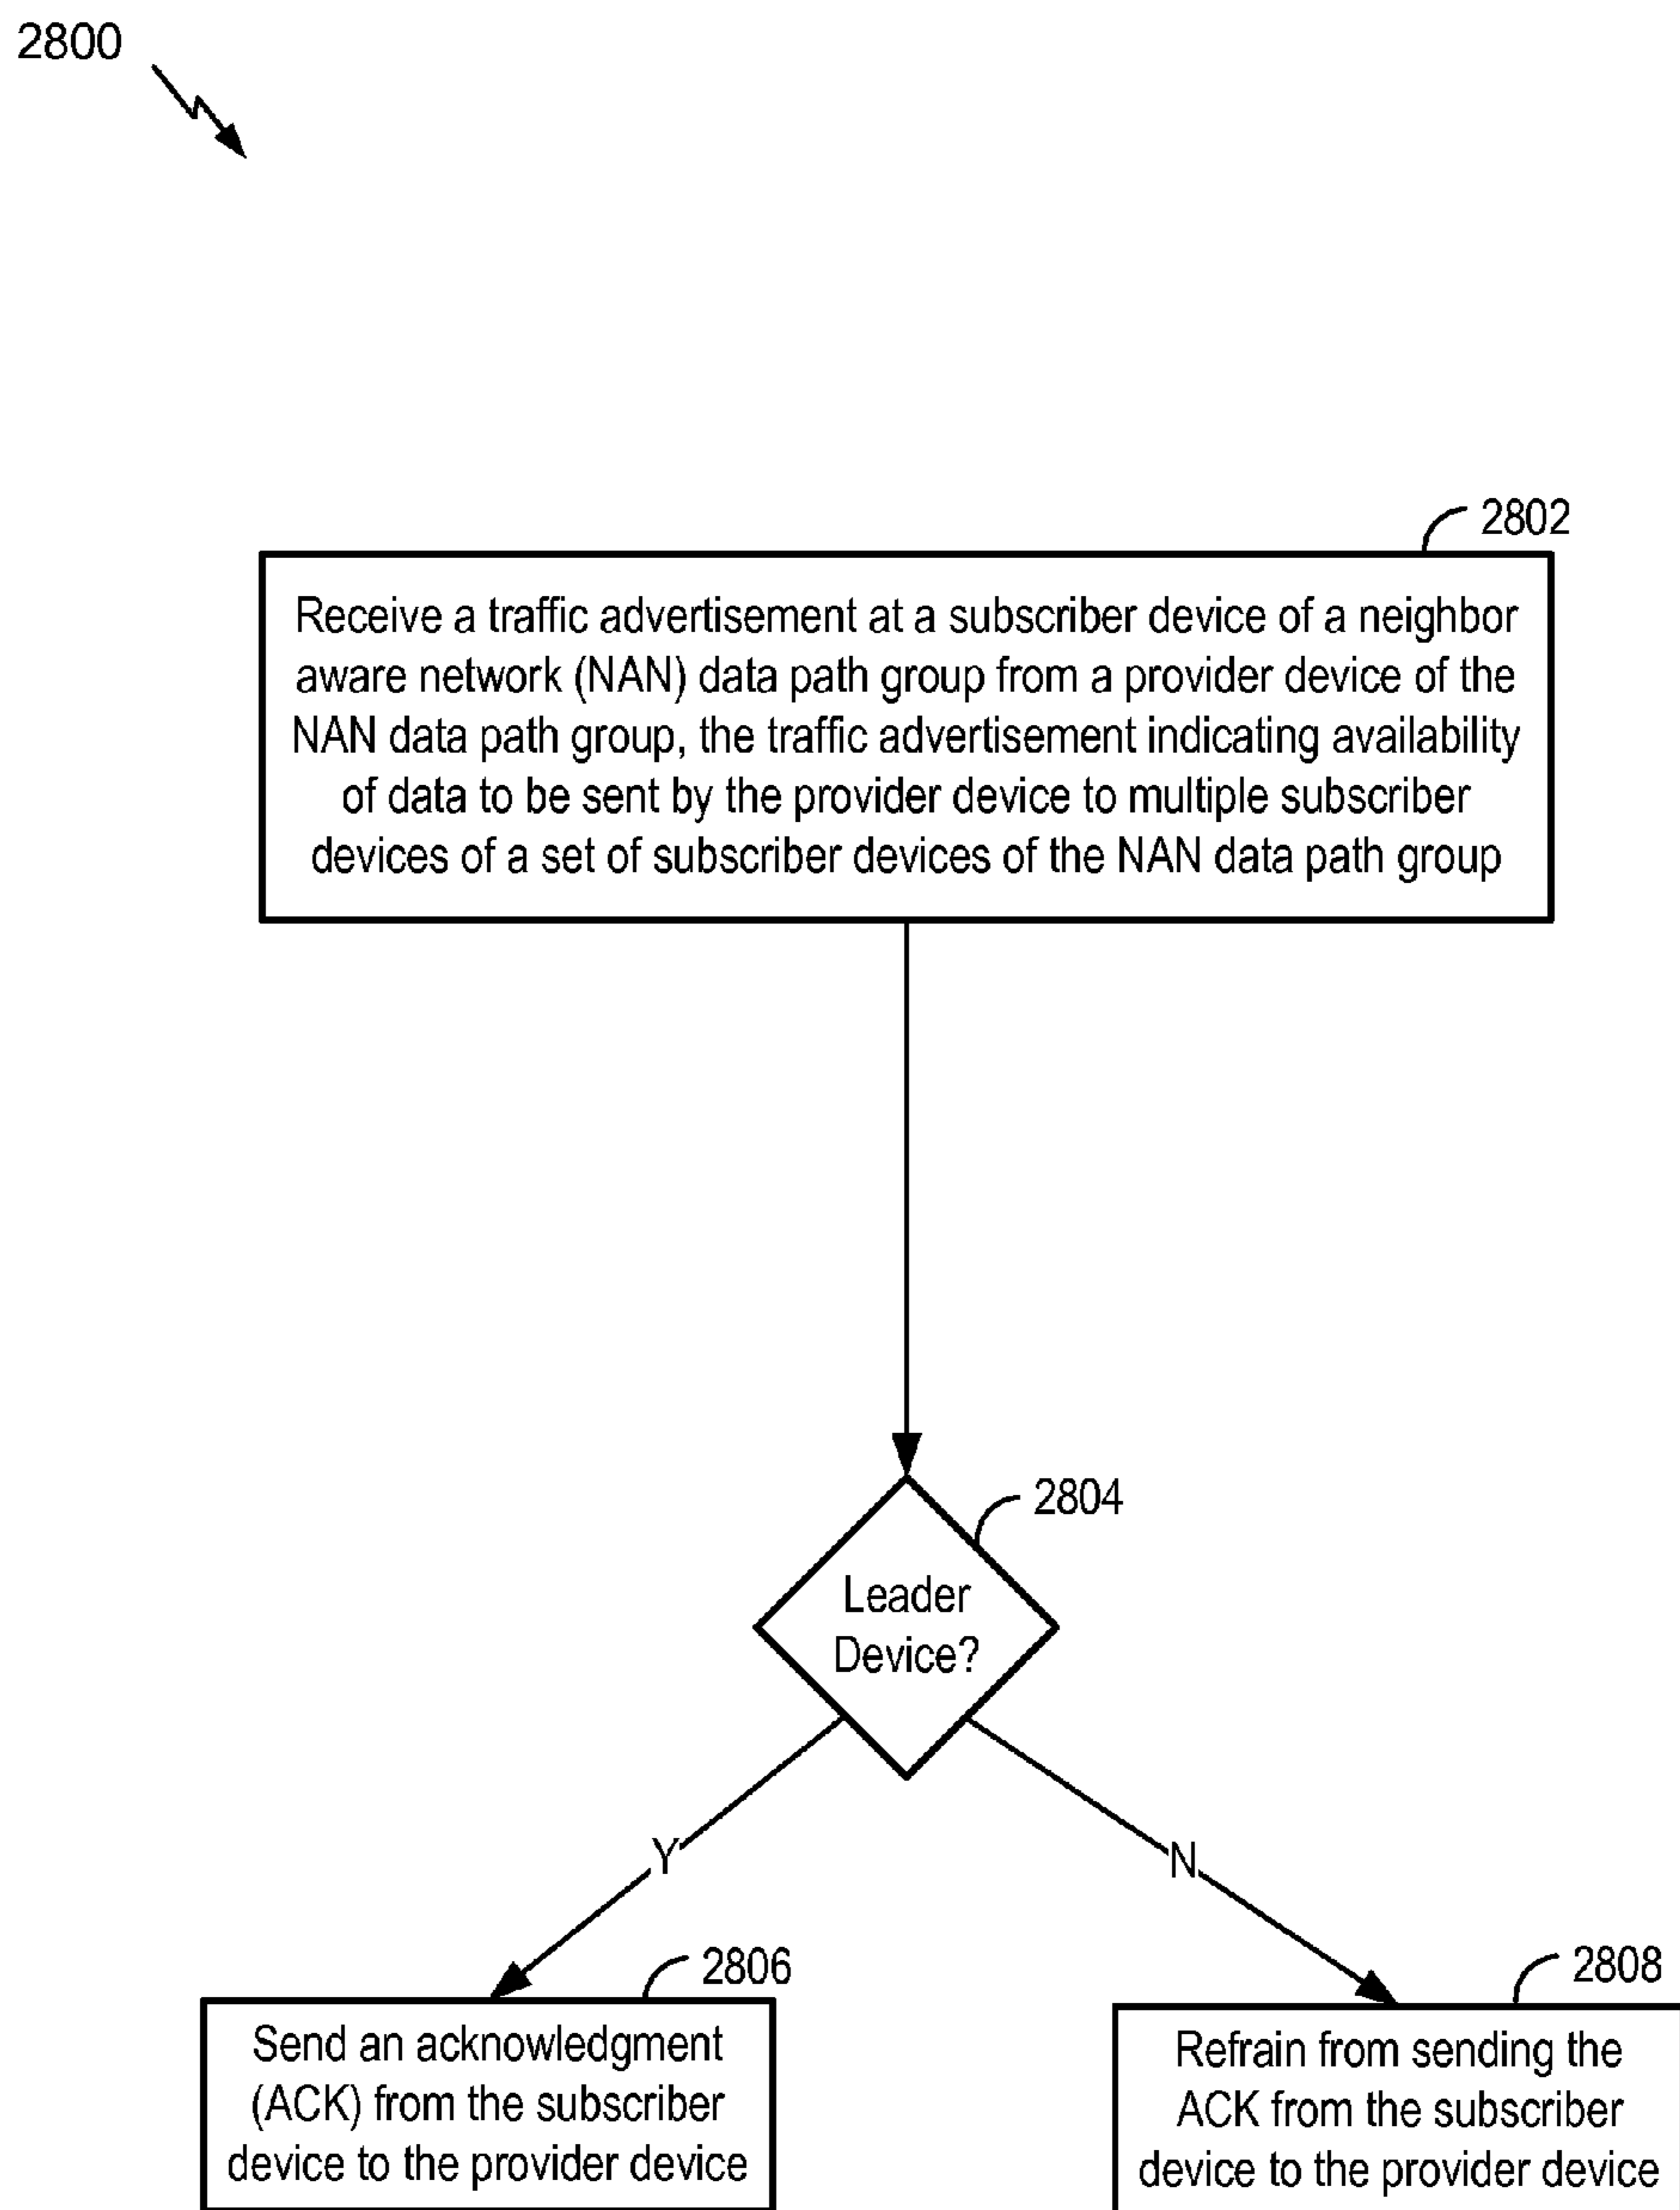 2800
2802
Receive a traffic advertisement at a subscriber device of a neighbor
aware network (NAN) data path group from a provider device of the
NAN data path group, the traffic advertisement indicating availability
of data to be sent by the provider device to multiple subscriber
devices of a set of subscriber devices of the NAN data path group
2804
Leader
Device?
Y
N
2806
Send an acknowledgment
(ACK) from the subscriber
device to the provider device
2808
Refrain from sending the
ACK from the subscriber
device to the provider device